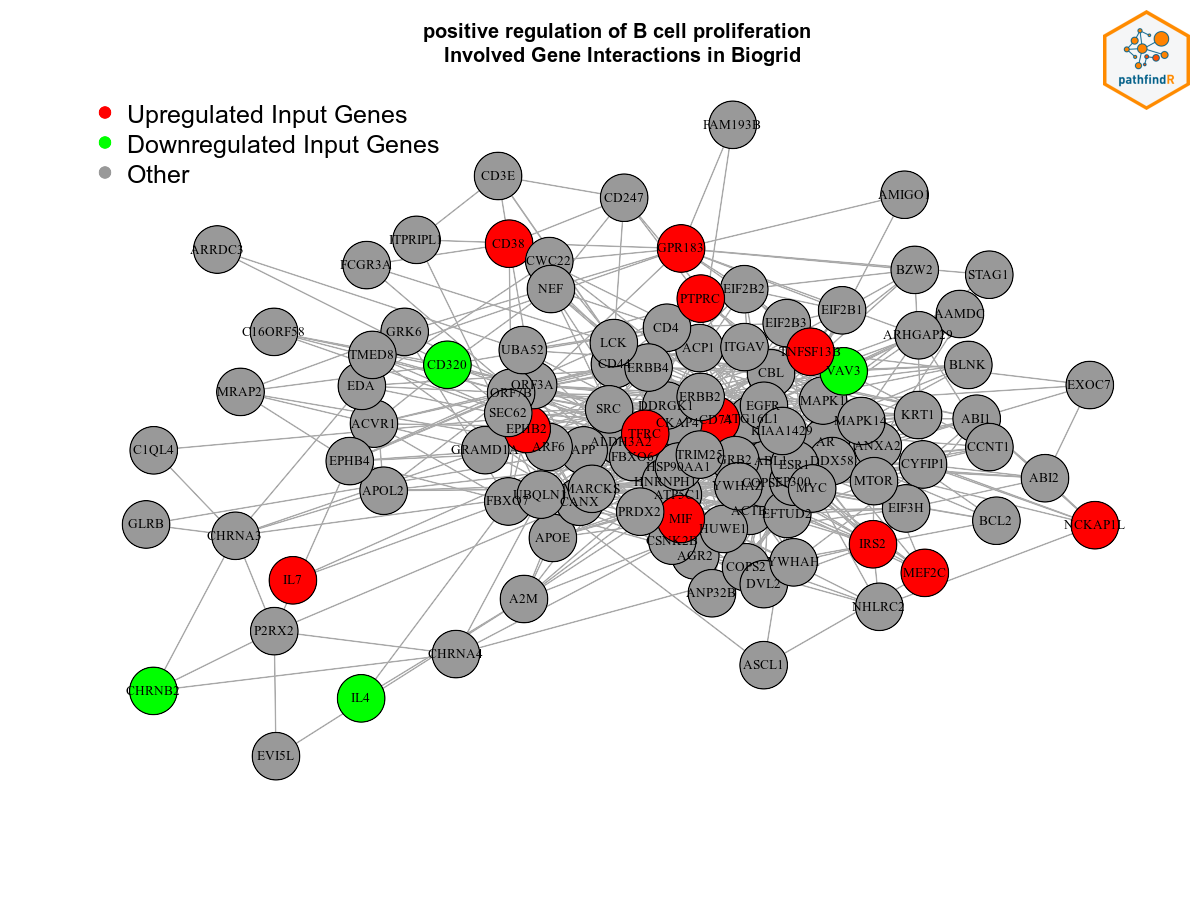 positive regulation of B cell proliferation
Involved Gene Interactions in Biogrid
pathfindR
Upregulated Input Genes
Downregulated Input Genes
Other
FAM193B
CD3E
CD247
AMIGO1
ITPRIPL1
CD38
GPR183
ARRDC3
FCGR3A
CWC22
NEF
PTPRC
EIF2B2
BZW2
STAG1
EIF2B1
AAMDC
C16ORF58
GRK6
CD4
EIF2B3
ARHGAP29
TMED8
CD320
UBA52
LCK
CD44
ERBB4
ACP1
ITGAV
TNFSF13B
VAV3
CBL
BLNK
MRAP2
EDA
ORF7B
ORF3A
EXOC7
ACVR1
SEC62
SRC
DDRGK1
ERBB2
EGFR
MAPK1
MAPK14
KRT1
ABI1
EPHB2
TFRC
CKAP4
ATG16L1
KIAA1429
C1QL4
EPHB4
GRAMD1A
ARF6
APP
ALDH3A2
FBXO6
TRIM25
GRB2
ABL1
AR
ANXA2
CCNT1
APOL2
HSP90AA1
ESR1
DDX58
CYFIP1
ABI2
UBQLN1
MARCKS
CANX
HNRNPH1
YWHAZ
COPS5
EP300
MYC
MTOR
FBXO7
ATP5C1
EIF3H
GLRB
CHRNA3
PRDX2
MIF
ACTB
EFTUD2
BCL2
NCKAP1L
APOE
CSNK2B
HUWE1
IRS2
AGR2
IL7
COPS2
YWHAH
MEF2C
A2M
ANP32B
DVL2
NHLRC2
P2RX2
CHRNA4
ASCL1
CHRNB2
IL4
EVI5L